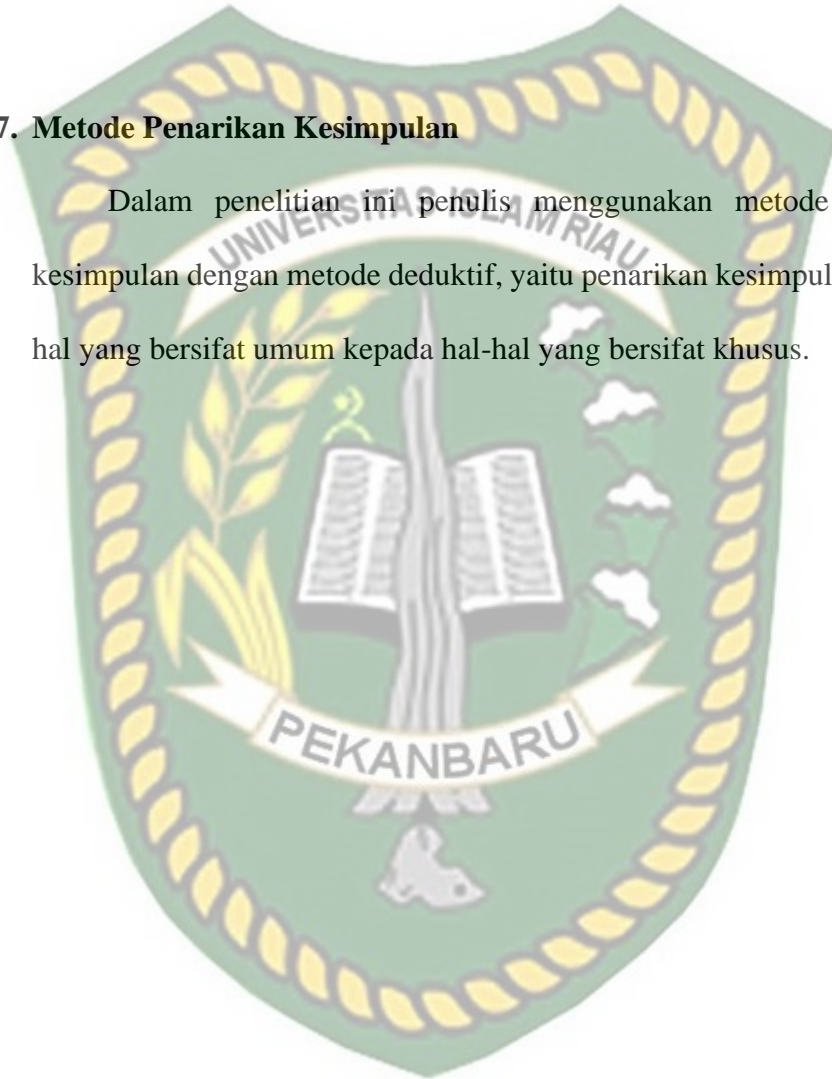 7. Metode Penarikan Kesimpulan
Dalam penelitian ini penulis menggunakan metode
kesimpulan dengan metode deduktif, yaitu penarikan kesimpul
hal yang bersifat umum kepada hal-hal yang bersifat khusus.
UNIVERSITAS ISLAM RIAU
PEKANBARU